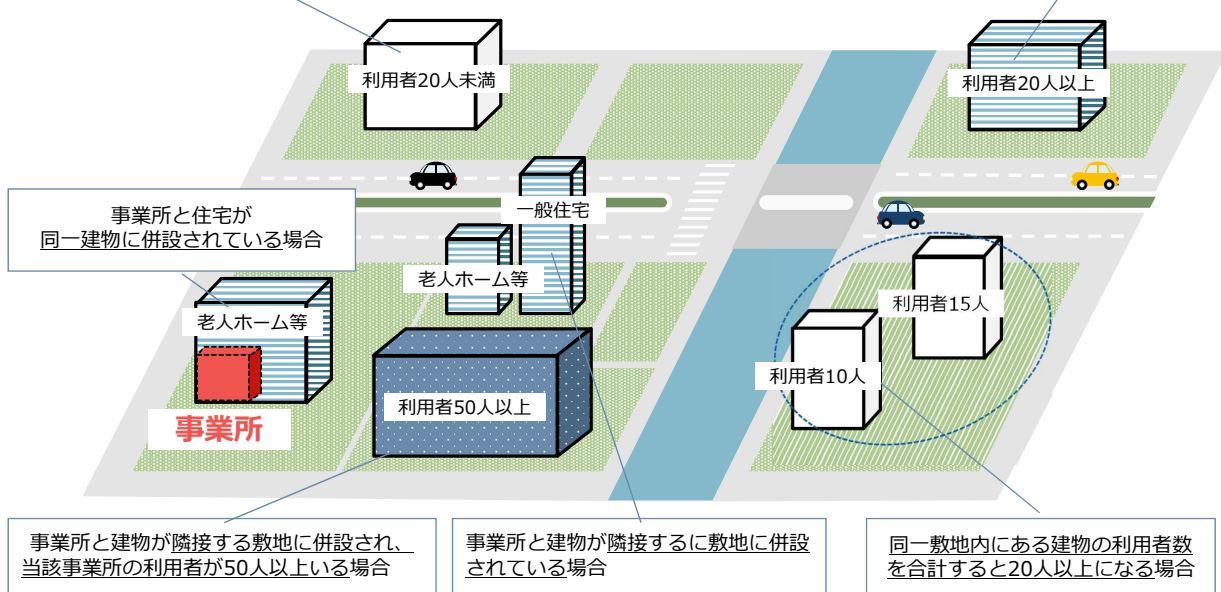 利用者20人未満
利用者20人以上
事業所と住宅が
同一建物に併設されている場合
一般住宅
老人ホーム等
老人ホーム等
利用者15人
利用者10人
利用者50人以上
事業所
事業所と建物が隣接する敷地に併設され、
当該事業所の利用者が50人以上いる場合
事業所と建物が隣接するに敷地に併設
されている場合
同一敷地内にある建物の利用者数
を合計すると20人以上になる場合